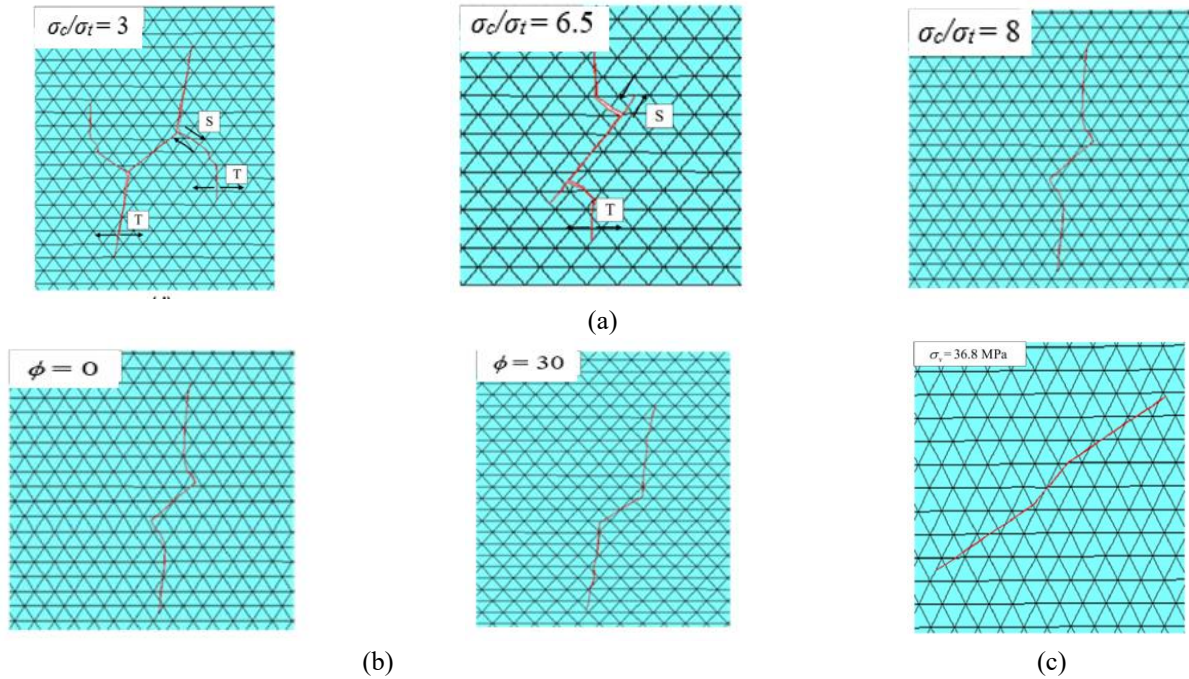 σc/σt = 3
σc/σt = 6.5
σc/σt = 8
S
T
T
S
T
(a)
ϕ = 0
ϕ = 30
σv = 36.8 MPa
(b)
(c)